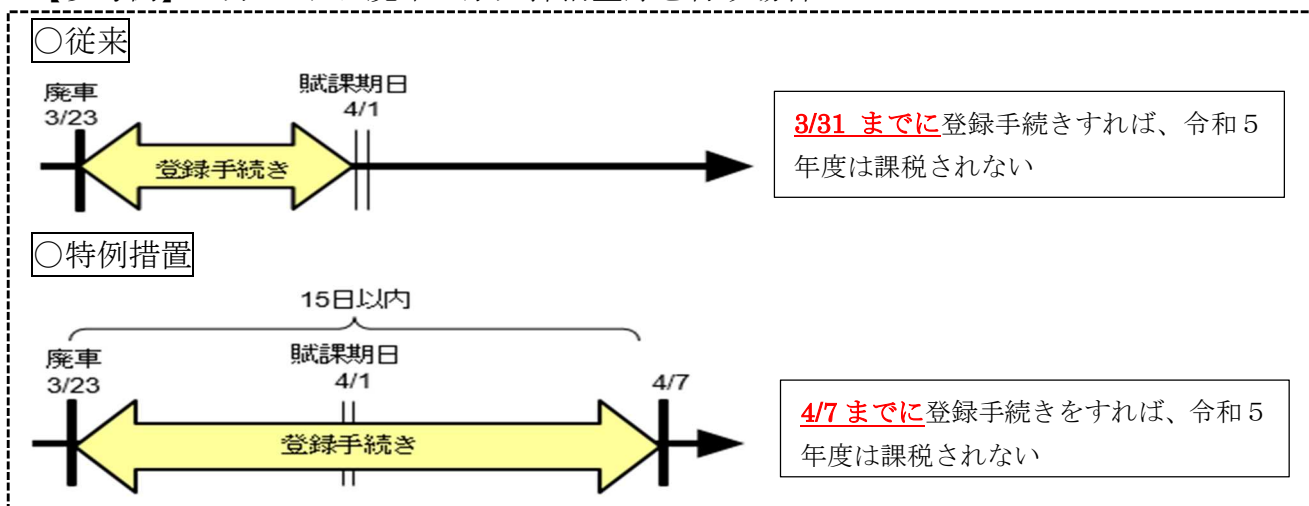 ○従来
廃車
3/23
賦課期日
4/1
登録手続き
3/31 までに登録手続きすれば、令和５
年度は課税されない
○特例措置
15日以内
廃車
3/23
賦課期日
4/1
4/7
登録手続き
4/7 までに登録手続きをすれば、令和５
年度は課税されない